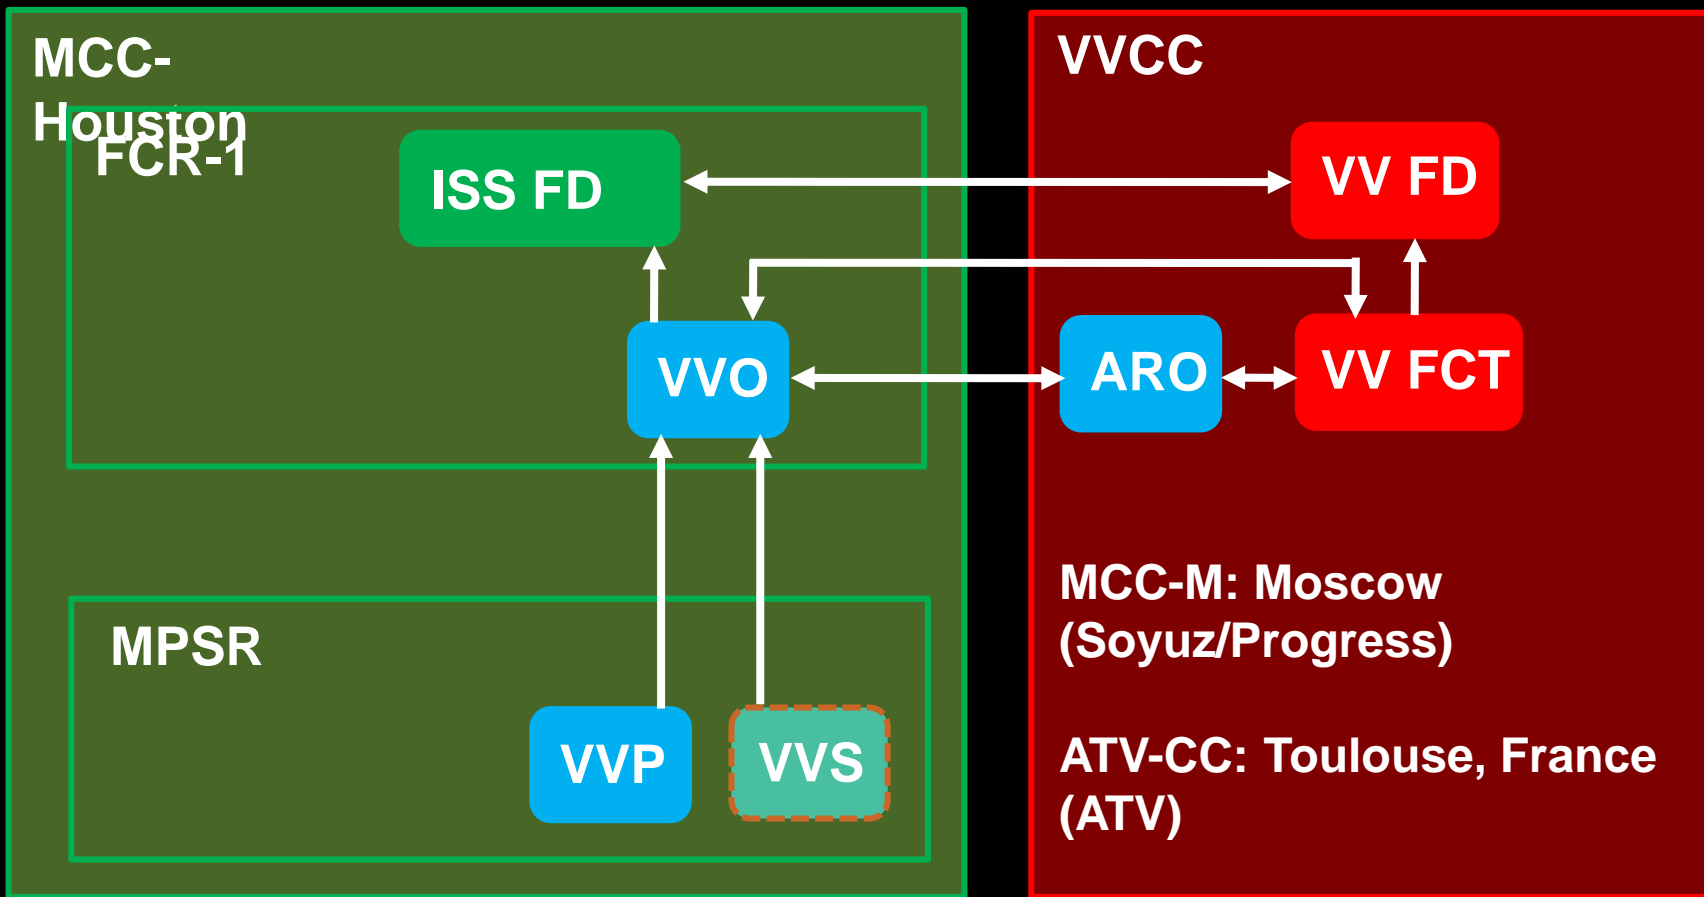 MCC-
Houston
FCR-1
ISS FD
VVO
MPSR
VVP
VVS
VVCC
VV FD
ARO
VV FCT
MCC-M: Moscow
(Soyuz/Progress)
ATV-CC: Toulouse, France
(ATV)